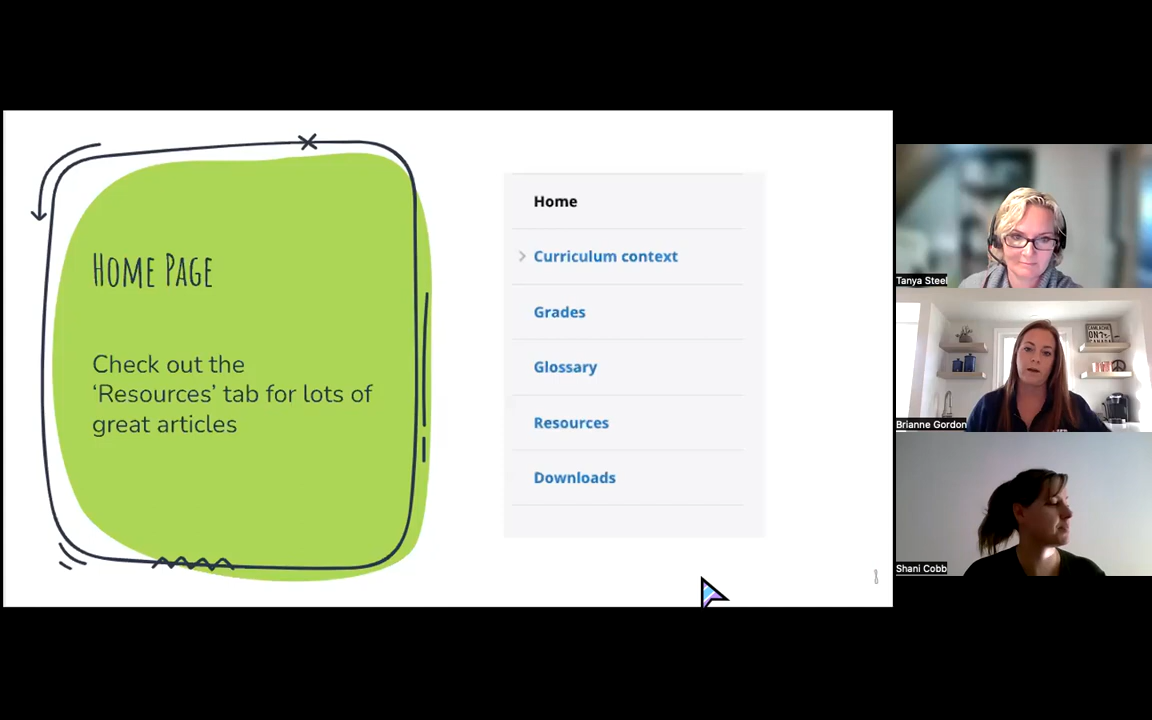 HOME PAGE
Check out the
‘Resources’ tab for lots of
great articles
Home
Curriculum context
Grades
Glossary
Resources
Downloads
Tanya Steel
Brianne Gordon
Shani Cobb